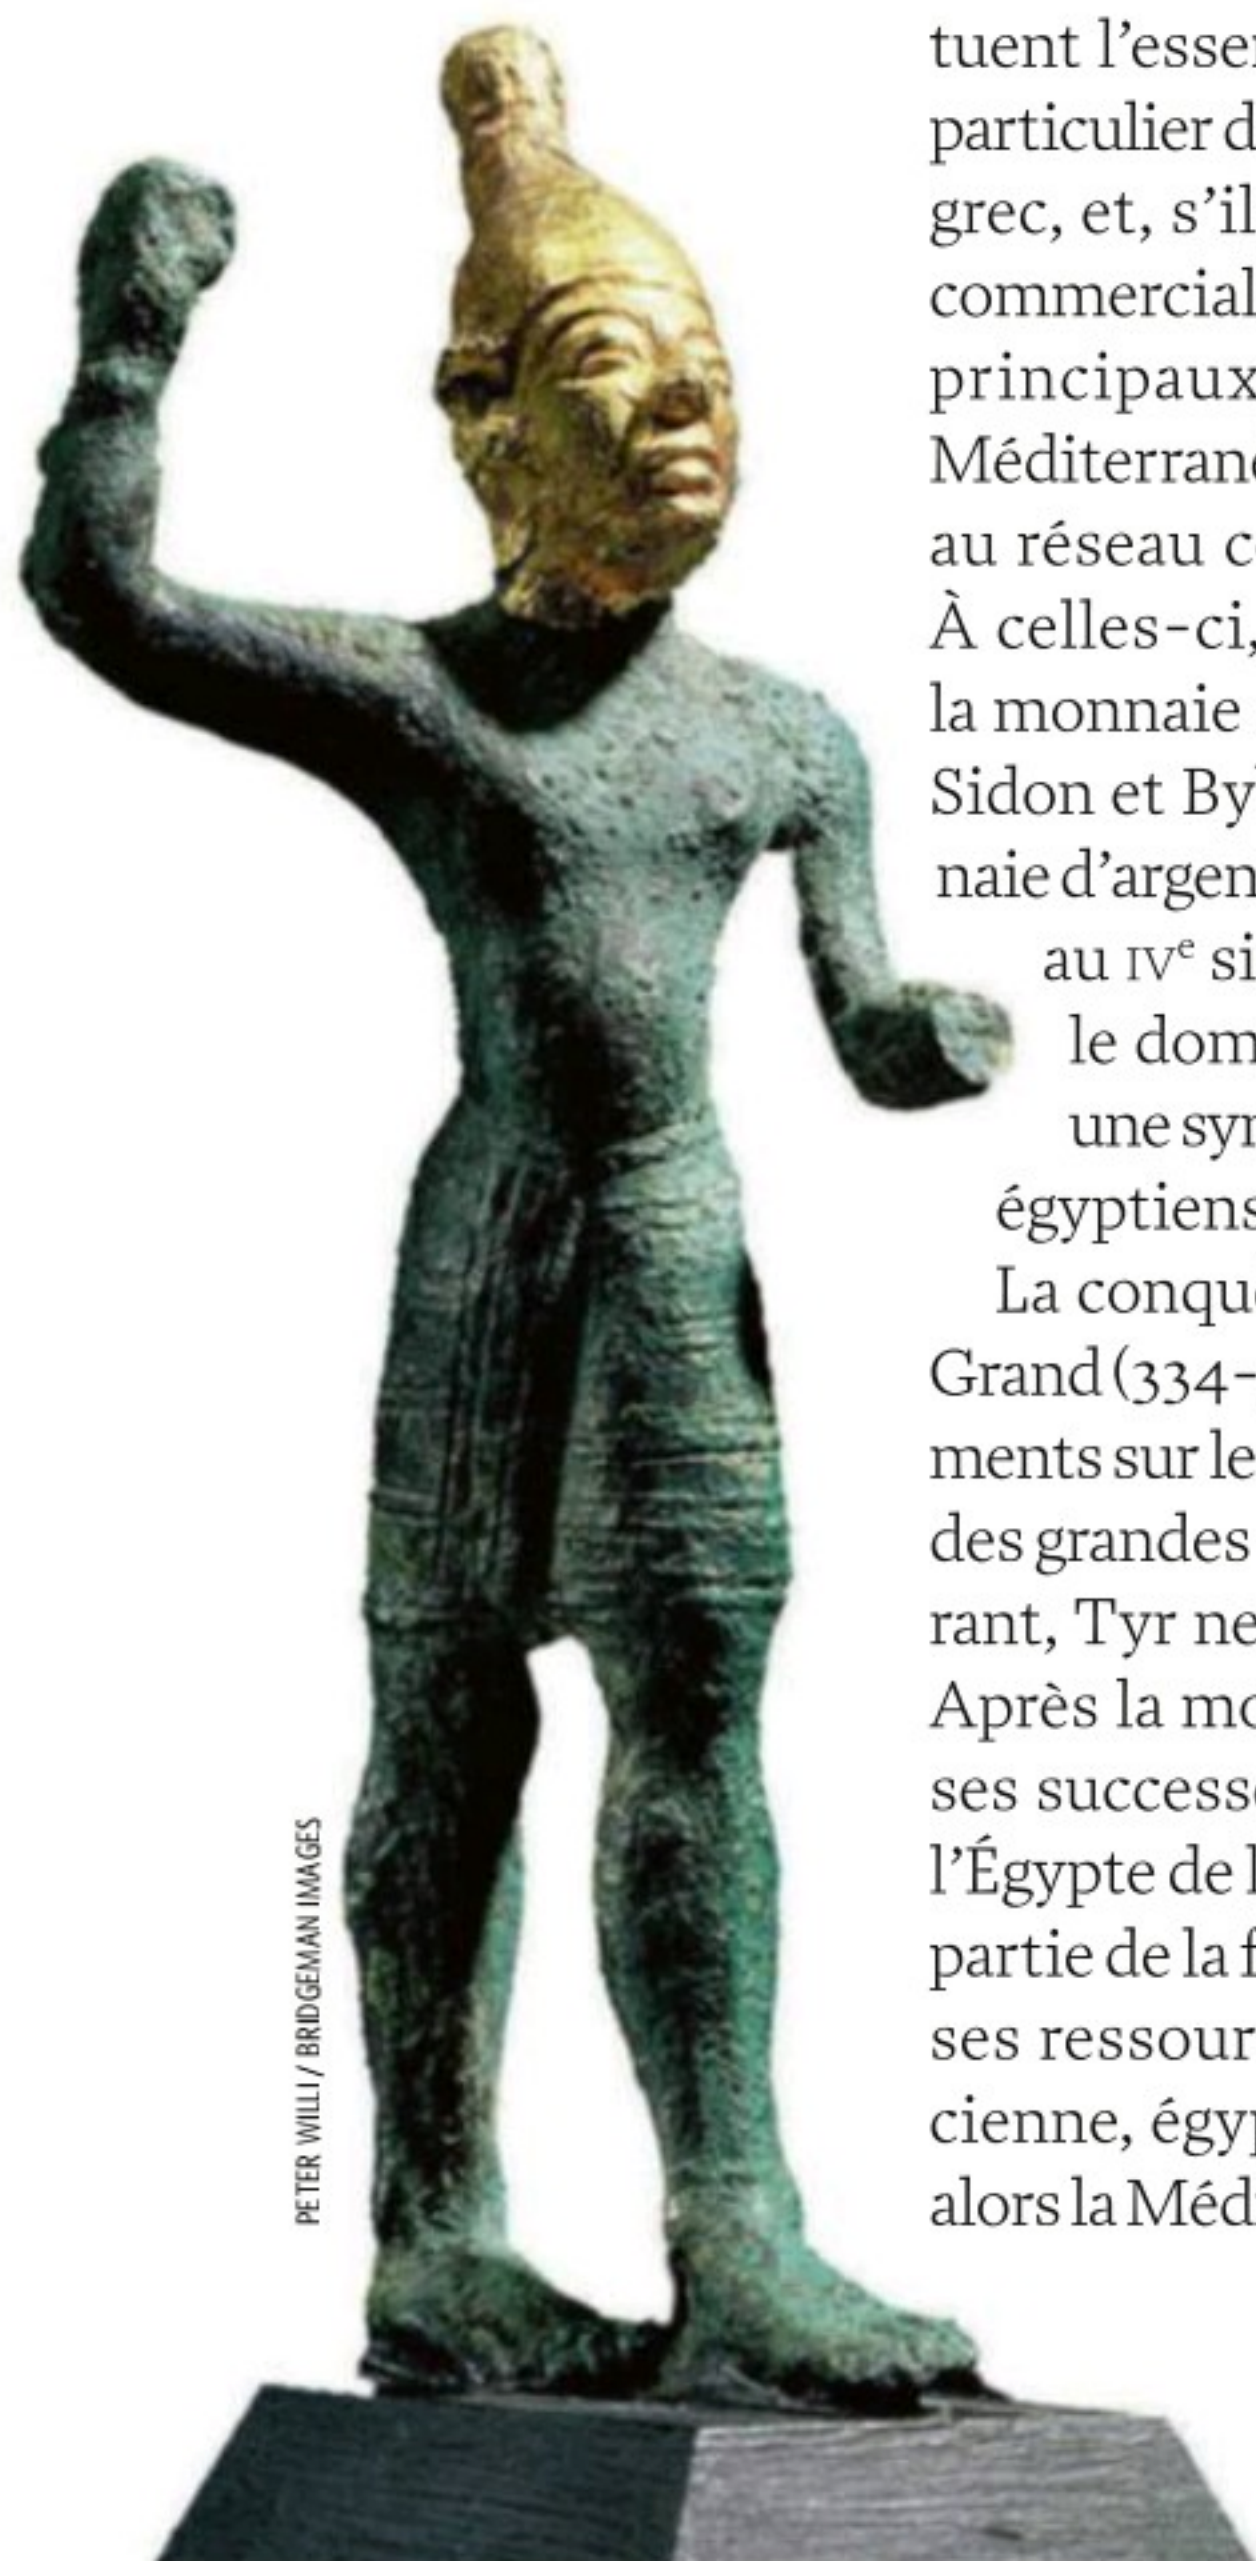 tuent l'esse
particulier d
grec, et, s'il
commercial
principaux
Méditerran
au réseau c
À celles-ci,
la monnaie
Sidon et By
naie d'argen
au IVe si
le dom
une syn
égyptiens
La conqu
Grand (334-
ments sur le
des grandes
rant, Tyr ne
Après la mo
ses success
l'Égypte de l
partie de la f
ses ressour
cienne, égyp
alors la Méd
PETER WILLI / BRIDGEMAN IMAGES